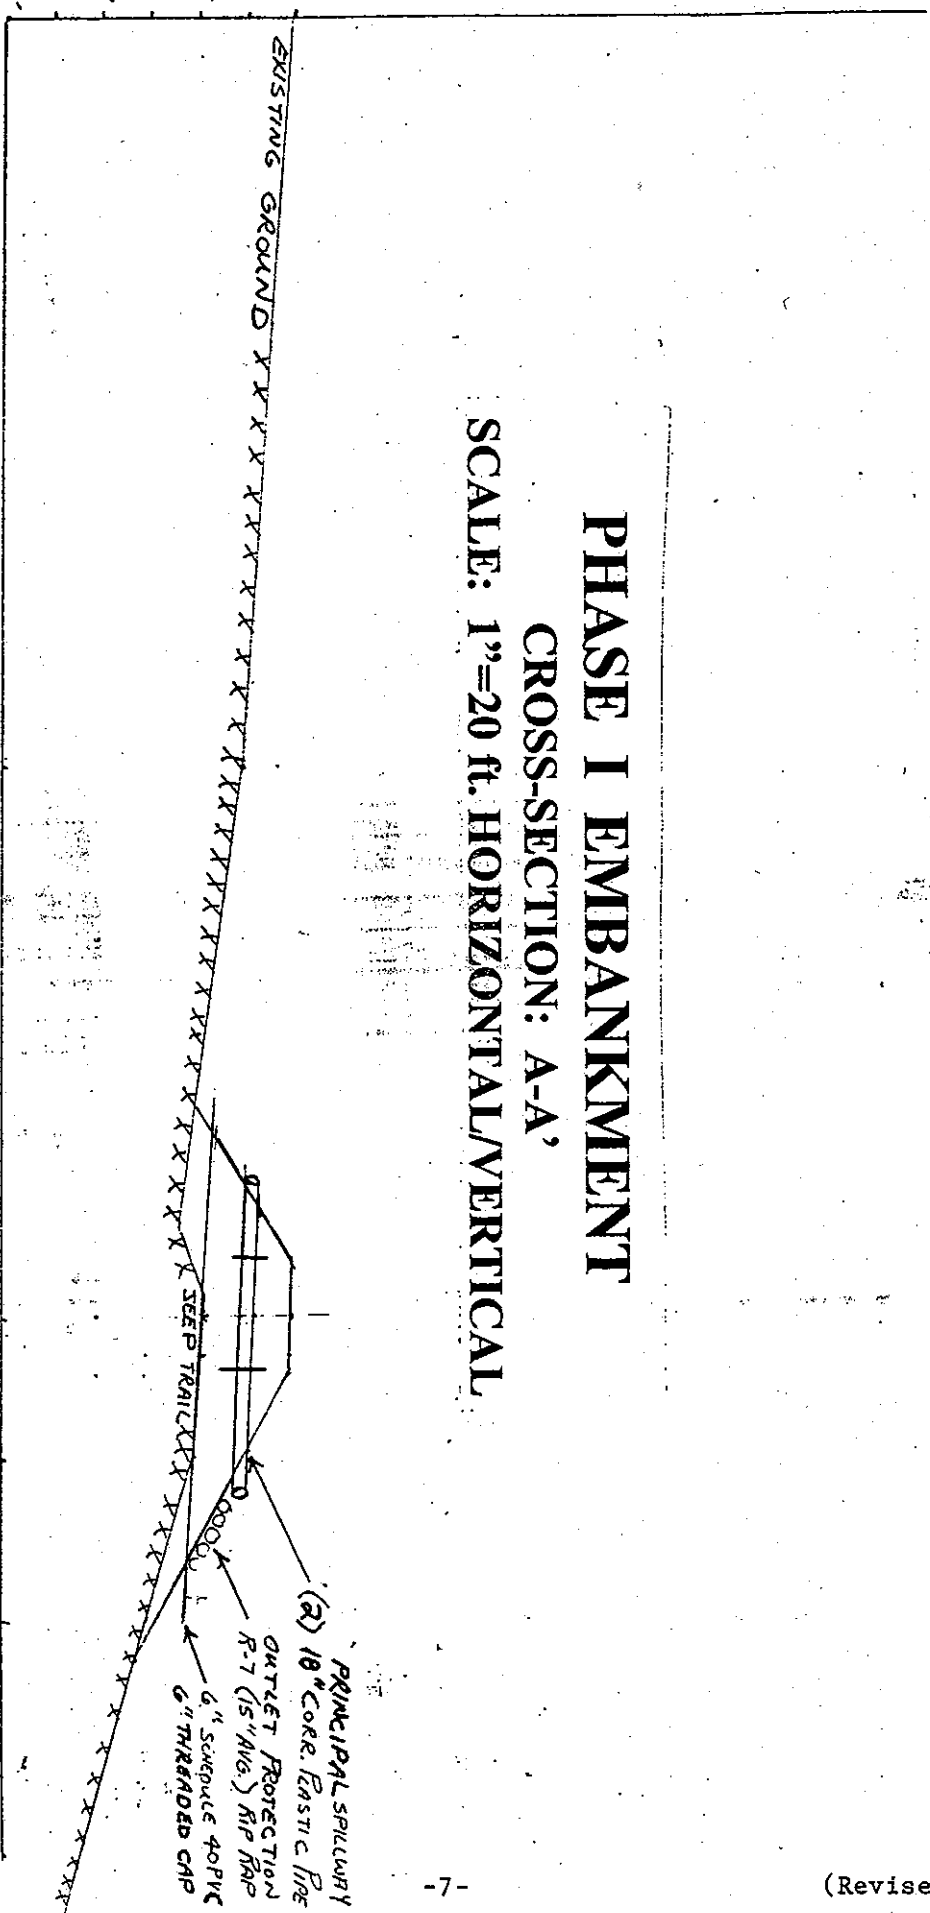 PHASE I EMBANKMENT
CROSS-SECTION: A-A'
SCALE: 1"=20 ft. HORIZONTAL/VERTICAL
EXISTING GROUND
SEEP TRAIL
PRINCIPAL SPILLWAY
(2) 18" CORR. PLASTIC PIPE
OUTLET PROTECTION
R-7 (15" AVG.) RIP RAP
6" SCHEDULE 40 PVC
6" THREADED CAP
-7-
(Revise